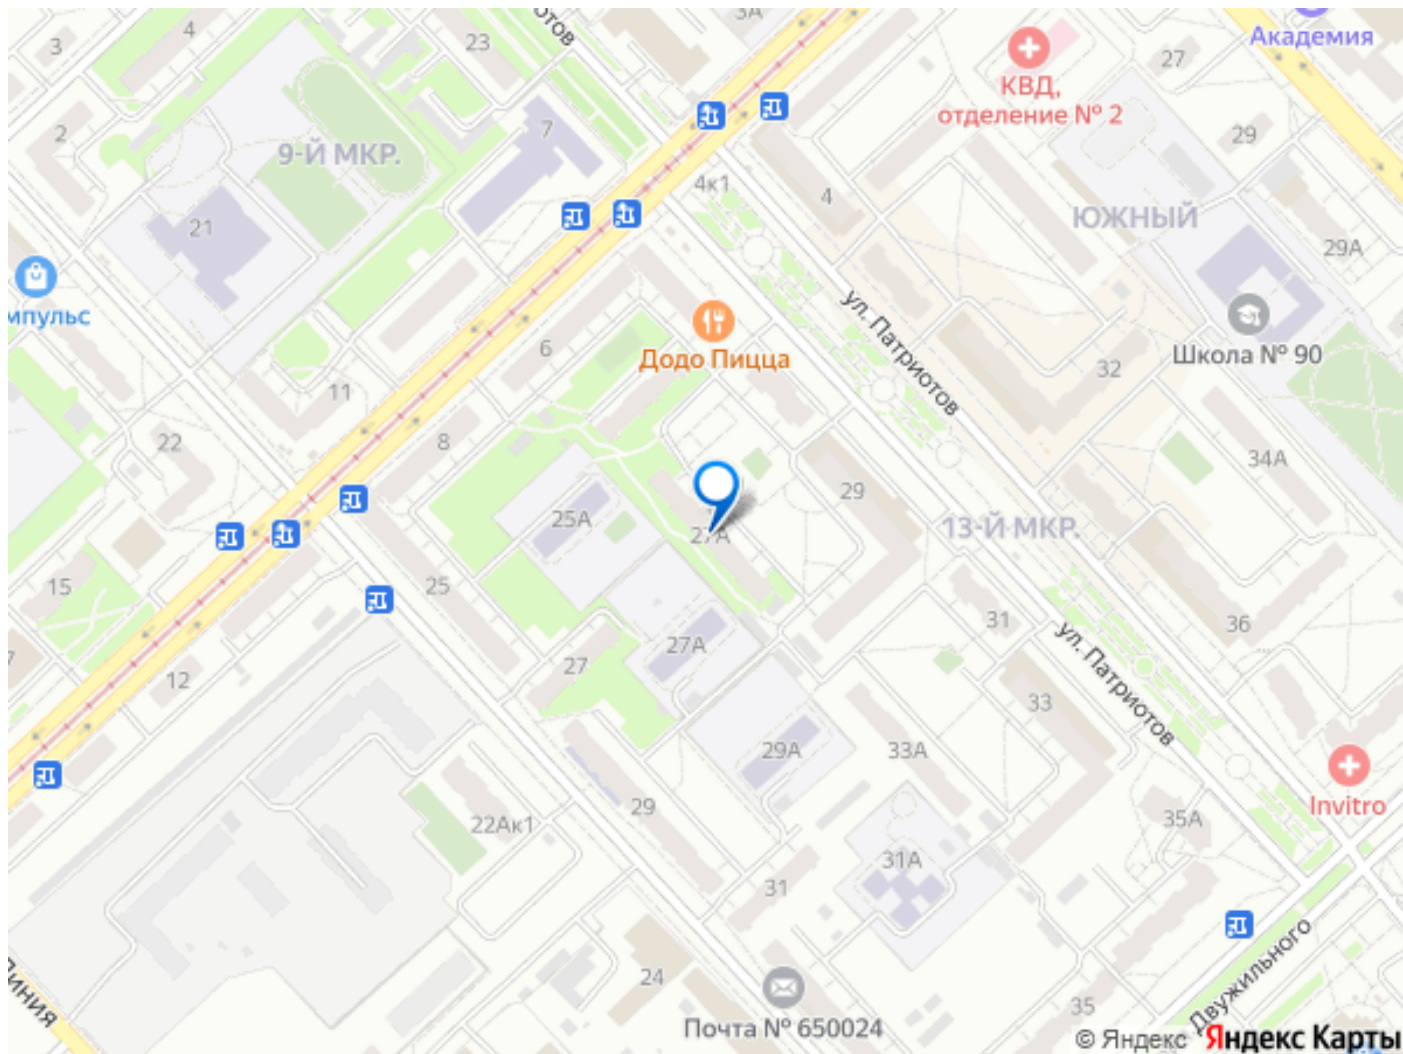 3А
4
3
23
27
Академия
КВД,
отделение № 2
7
29
2
9-Й МКР.
4к1
4
ЮЖНЫЙ
21
29А
мпульс
ул. Патриотов
6
Додо Пицца
Школа № 90
32
11
8
22
34А
29
25А
13-Й МКР.
27А
25
15
31
36
ул. Патриотов
27А
27
12
33
29А
33А
Invitro
29
35А
22Ак1
31А
31
Двужильного
24
35
Почта № 650024
© Яндекс Яндекс Карты